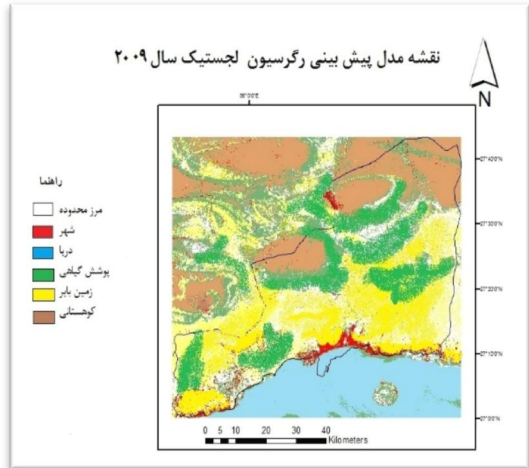 نقشه مدل پیش بینی رگرسیون لجستیک سال ۲۰۰۹
N
راهنما
مرز محدوده
شهر
دریا
پوشش گیاهی
زمین بایر
کوهستانی
0 5 10 20 30 40
Kilometers